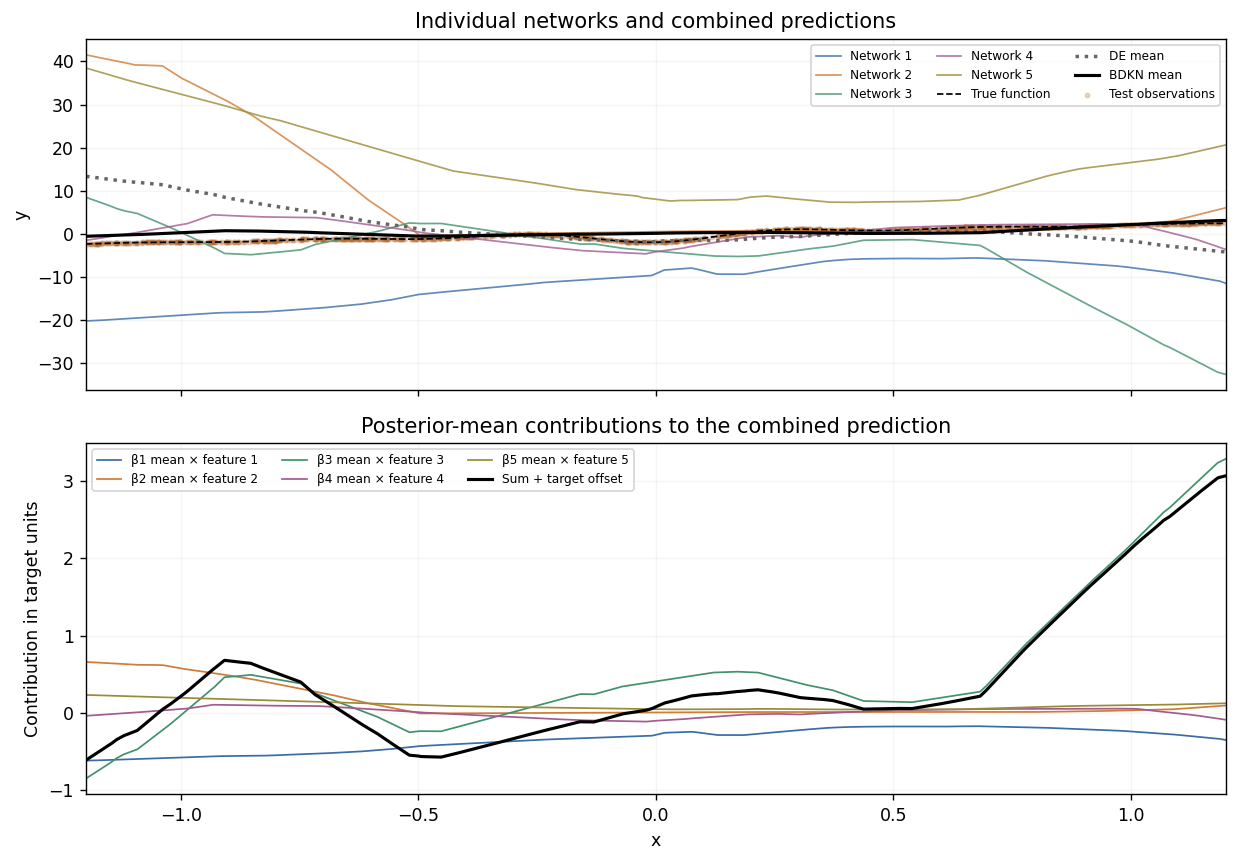 Individual networks and combined predictions
Network 1 Network 4 DE mean
Network 2 Network 5 BDKN mean
Network 3 True function Test observations
40
30
20
10
0
−10
−20
−30
y
Posterior-mean contributions to the combined prediction
β1 mean × feature 1 β3 mean × feature 3 β5 mean × feature 5
β2 mean × feature 2 β4 mean × feature 4 Sum + target offset
3
2
1
0
−1
Contribution in target units
−1.0 −0.5 0.0 0.5 1.0
x